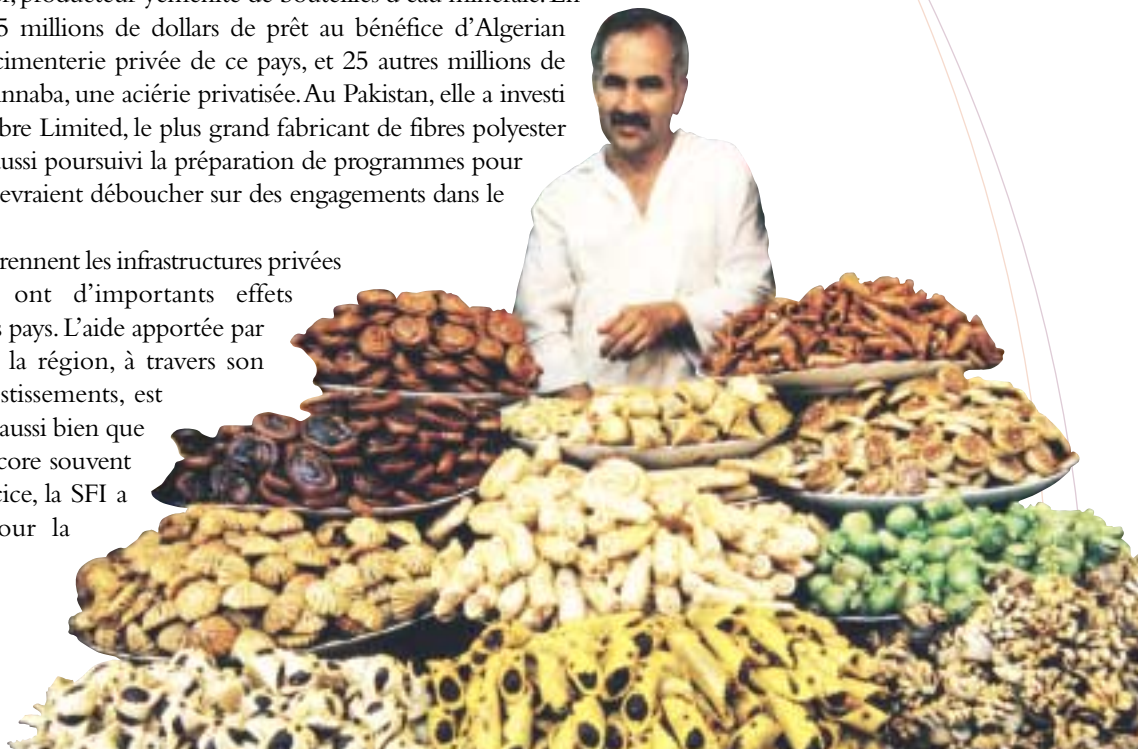 producteur yéménite de bouteilles d'eau minérale. En
5 millions de dollars de prêt au bénéfice d'Algerian
cimenterie privée de ce pays, et 25 autres millions de
nnaba, une aciérie privatisée. Au Pakistan, elle a investi
bre Limited, le plus grand fabricant de fibres polyester
ussi poursuivi la préparation de programmes pour
evraient déboucher sur des engagements dans le
rennent les infrastructures privées
ont d'importants effets
s pays. L'aide apportée par
la région, à travers son
stissements, est
aussi bien que
core souvent
tice, la SFI a
our la